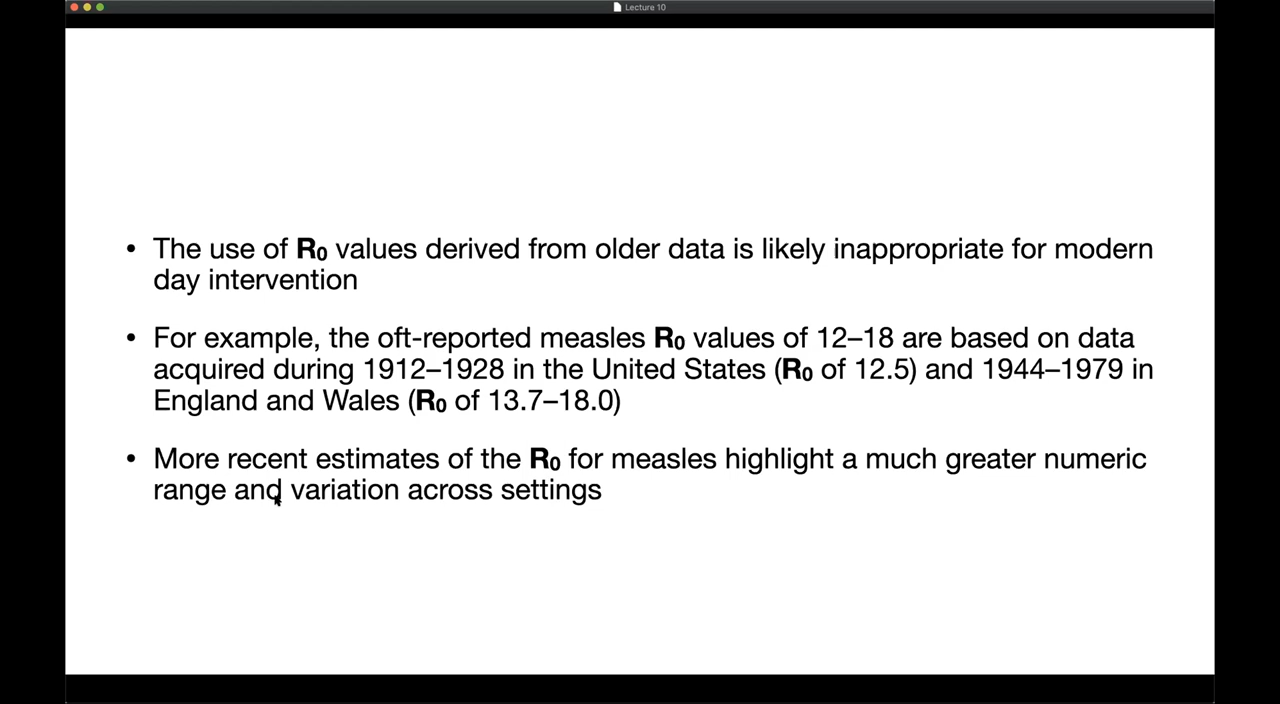 Lecture 10
• The use of R₀ values derived from older data is likely inappropriate for modern
day intervention
• For example, the oft-reported measles R₀ values of 12–18 are based on data
acquired during 1912–1928 in the United States (R₀ of 12.5) and 1944–1979 in
England and Wales (R₀ of 13.7–18.0)
• More recent estimates of the R₀ for measles highlight a much greater numeric
range and variation across settings